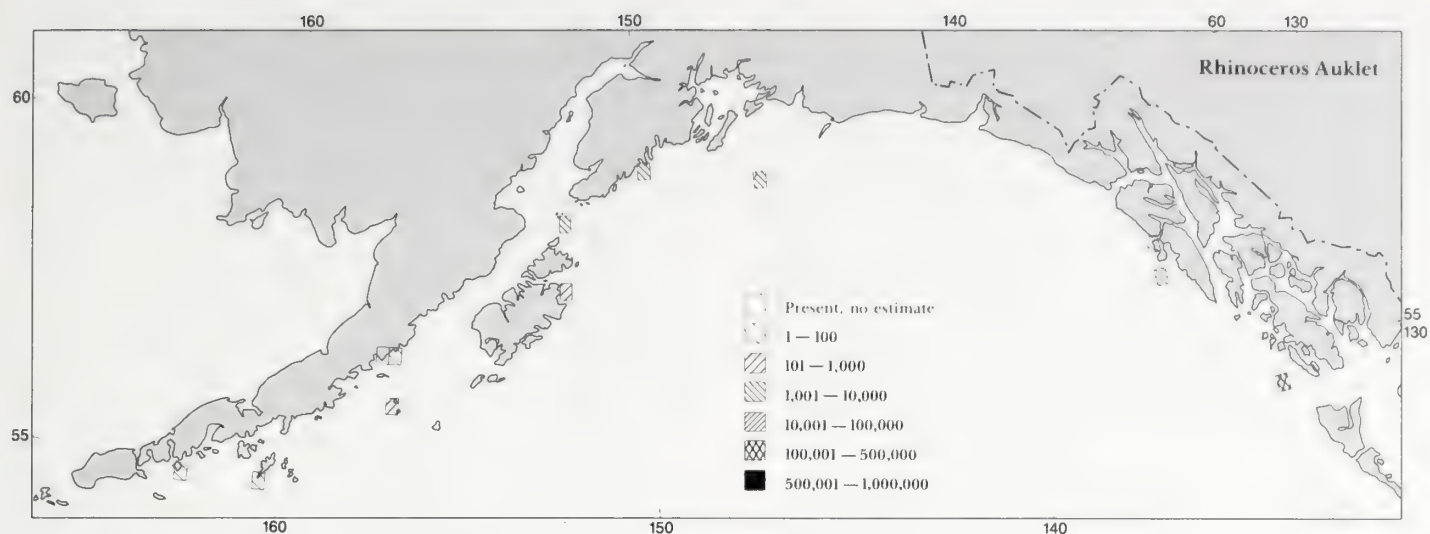 160 150 140 60 130
Rhinoceros Auklet
60
55
130
Present, no estimate
1 — 100
101 — 1,000
1,001 — 10,000
10,001 — 100,000
100,001 — 500,000
500,001 — 1,000,000
55
160 150 140